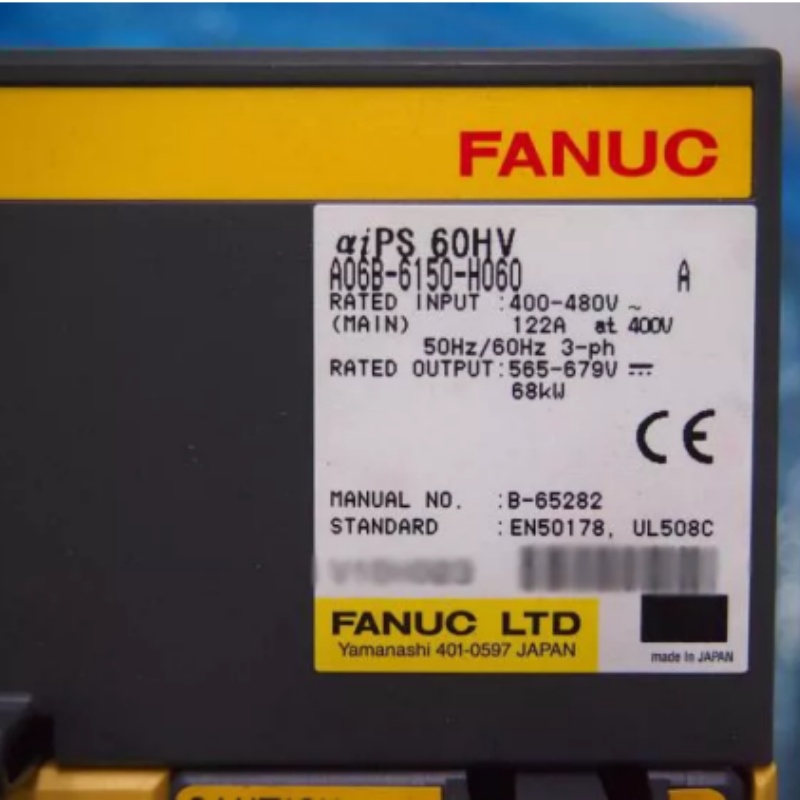 FANUC
αiPS 60HV
A06B-6150-H060 A
RATED INPUT :400-480V ~
(MAIN) 122A at 400V
50Hz/60Hz 3-ph
RATED OUTPUT:565-679V ⎓
68kW
CE
MANUAL NO. :B-65282
STANDARD :EN50178, UL508C
FANUC LTD
Yamanashi 401-0597 JAPAN
made in JAPAN